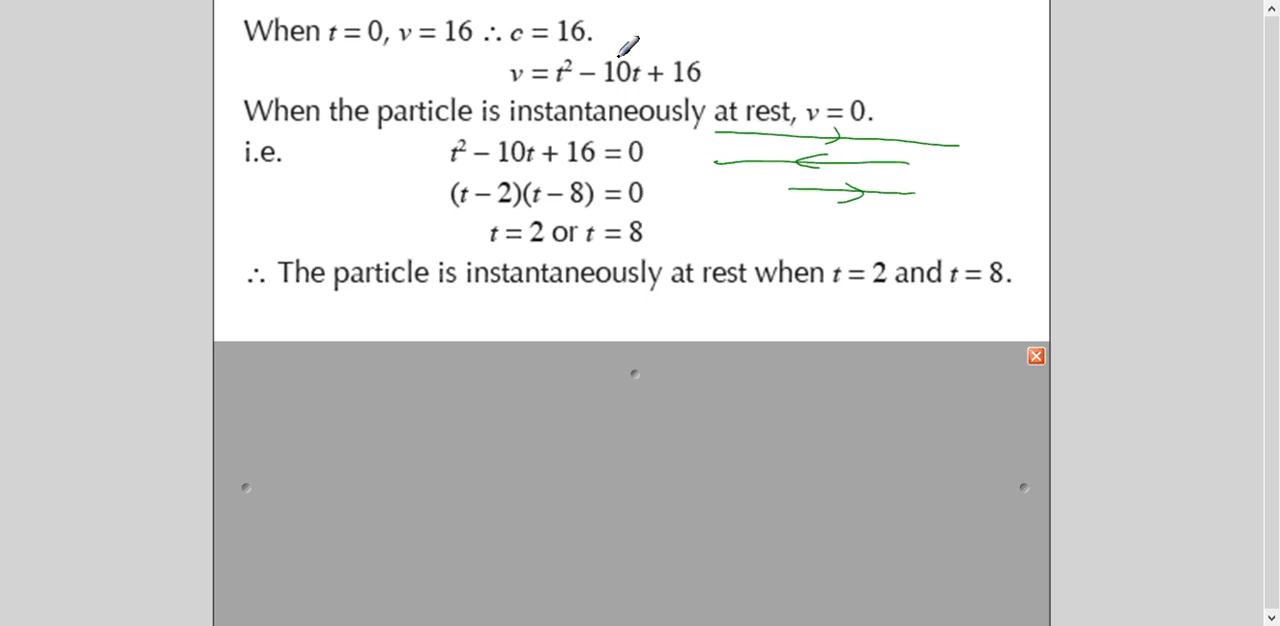 When t = 0, v = 16 ∴ c = 16.
v = t² – 10t + 16
When the particle is instantaneously at rest, v = 0.
i.e. t² – 10t + 16 = 0
(t – 2)(t – 8) = 0
t = 2 or t = 8
∴ The particle is instantaneously at rest when t = 2 and t = 8.